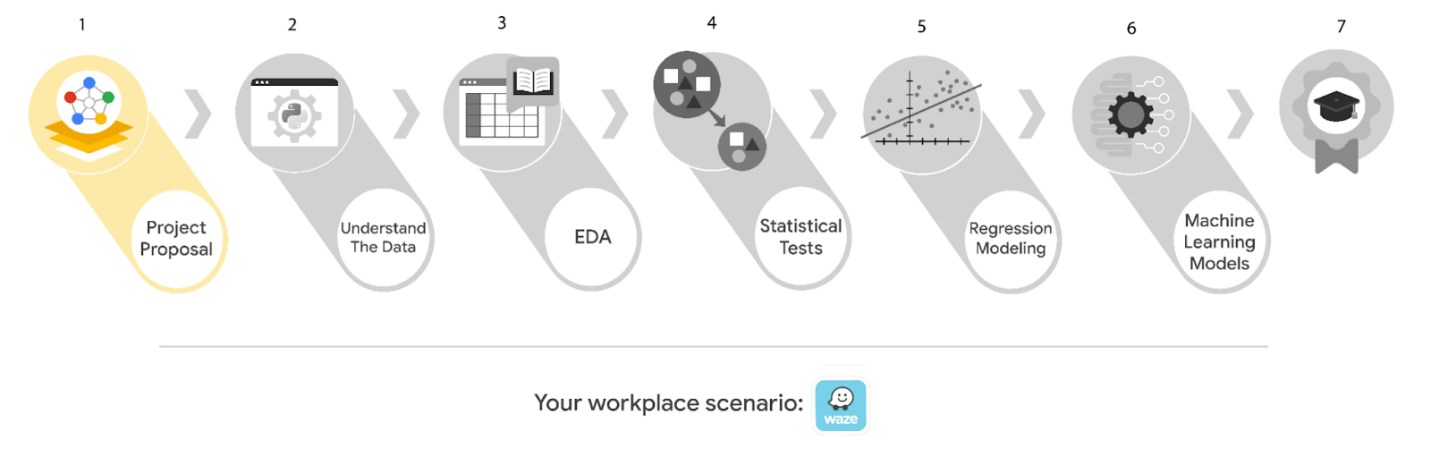 1
2
3
4
5
6
7
Project
Proposal
Understand
The Data
EDA
Statistical
Tests
Regression
Modeling
Machine
Learning
Models
Your workplace scenario:
waze